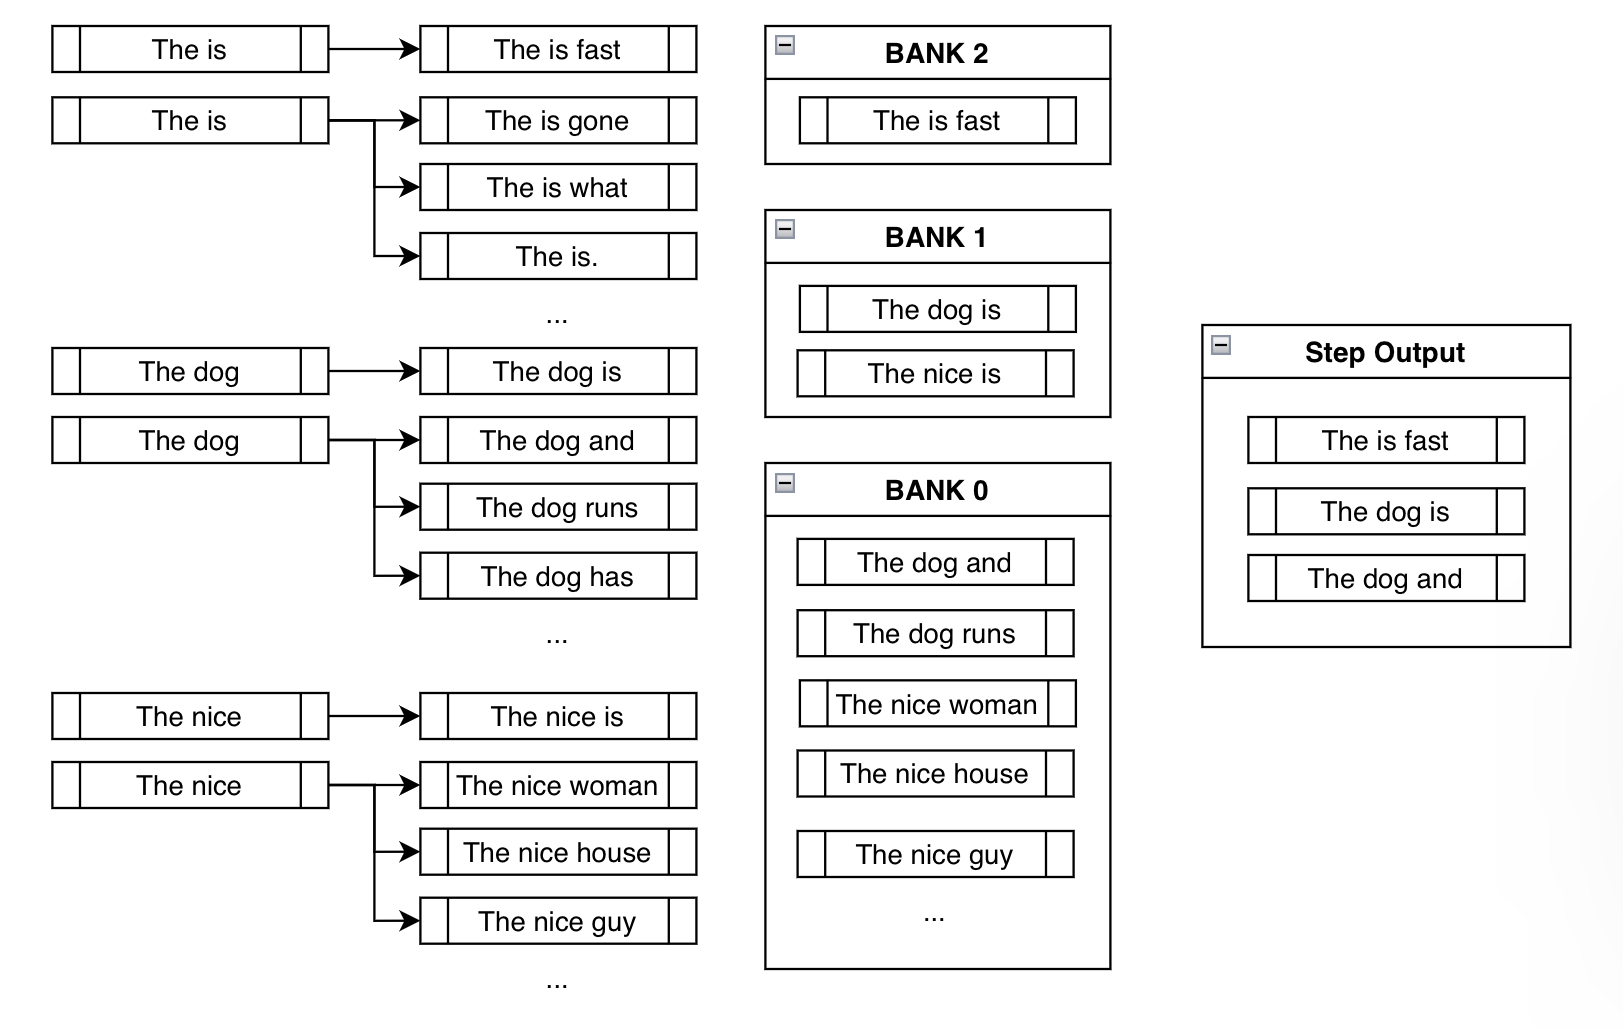 The is
The is fast
The is
The is gone
The is what
The is.
...
The dog
The dog is
The dog
The dog and
The dog runs
The dog has
...
The nice
The nice is
The nice
The nice woman
The nice house
The nice guy
...
BANK 2
The is fast
BANK 1
The dog is
The nice is
BANK 0
The dog and
The dog runs
The nice woman
The nice house
The nice guy
...
Step Output
The is fast
The dog is
The dog and